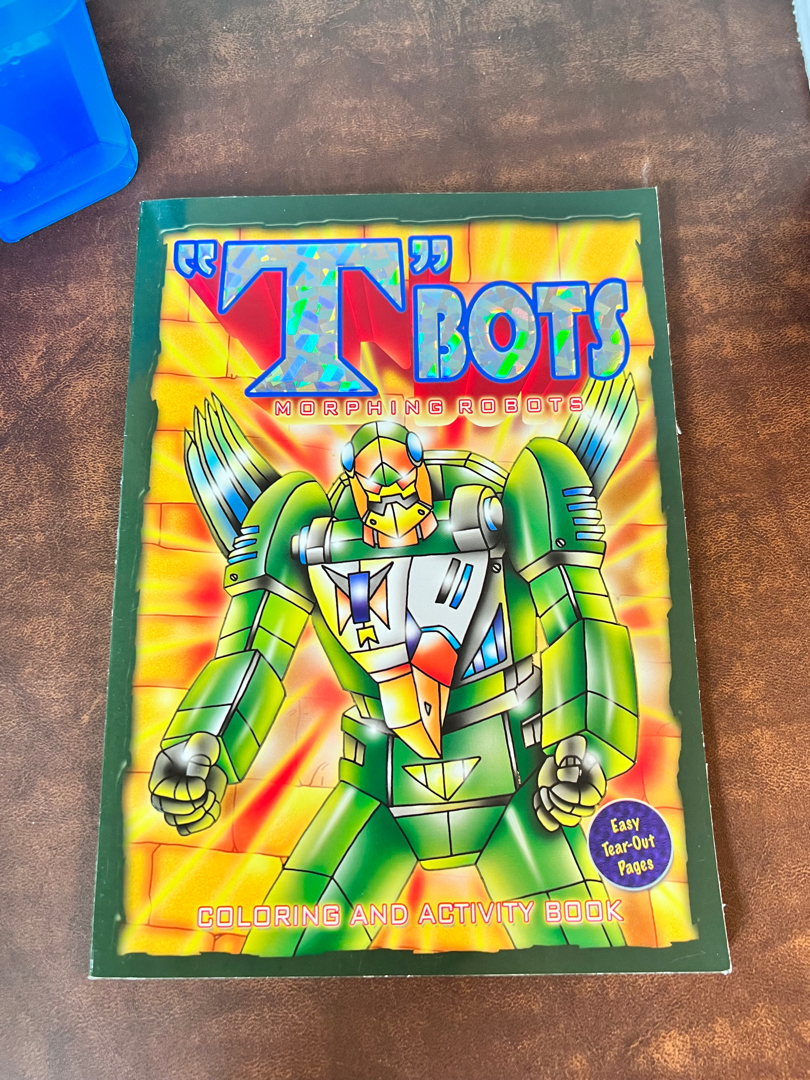 "T" BOTS
MORPHING ROBOTS
Easy
Tear-Out
Pages
COLORING AND ACTIVITY BOOK